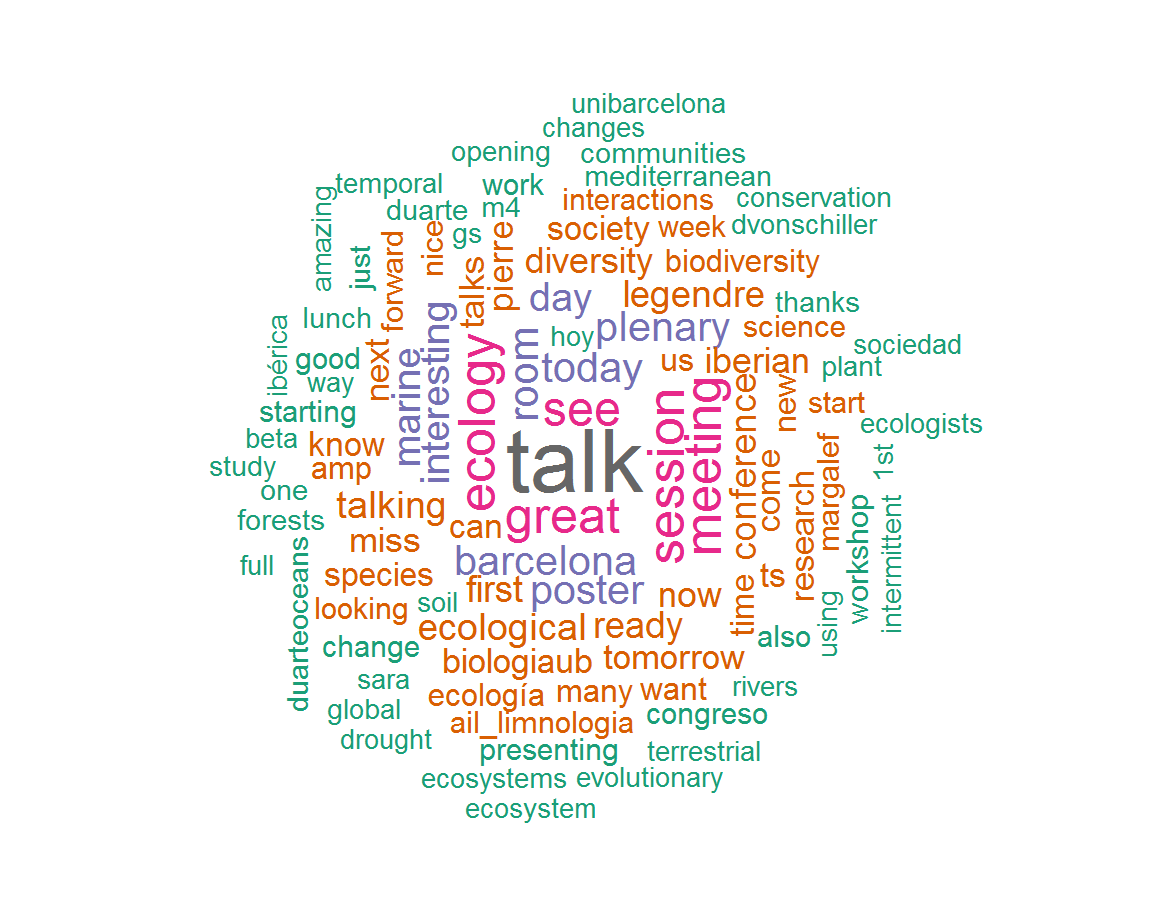 unibarcelona
changes
opening
communities
temporal
work
mediterranean
amazing
duarte
m4
interactions
conservation
just
forward
nice
gs
talks
pierre
society
week
dvonschiller
diversity
biodiversity
day
legendre
thanks
ibérica
lunch
next
interesting
ecology
room
hoy
plenary
science
good
marine
today
us
iberian
sociedad
way
plant
starting
see
session
meeting
conference
new
start
beta
know
talk
come
ecologists
study
amp
research
margalef
1st
one
talking
can
great
workshop
intermittent
forests
miss
full
species
barcelona
ts
duarteoceans
looking
soil
first
poster
now
time
using
change
ecological
ready
also
sara
biologiaub
tomorrow
global
ecología
many
want
rivers
drought
ail_limnologia
congreso
presenting
terrestrial
ecosystems
evolutionary
ecosystem